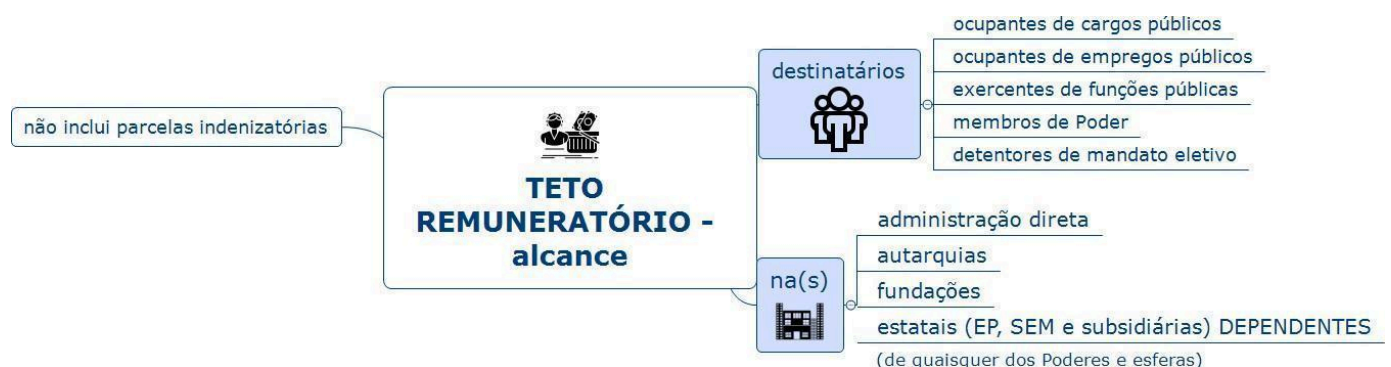 não inclui parcelas indenizatórias
TETO
REMUNERATÓRIO -
alcance
destinatários
ocupantes de cargos públicos
ocupantes de empregos públicos
exercentes de funções públicas
membros de Poder
detentores de mandato eletivo
na(s)
administração direta
autarquias
fundações
estatais (EP, SEM e subsidiárias) DEPENDENTES
(de quaisquer dos Poderes e esferas)